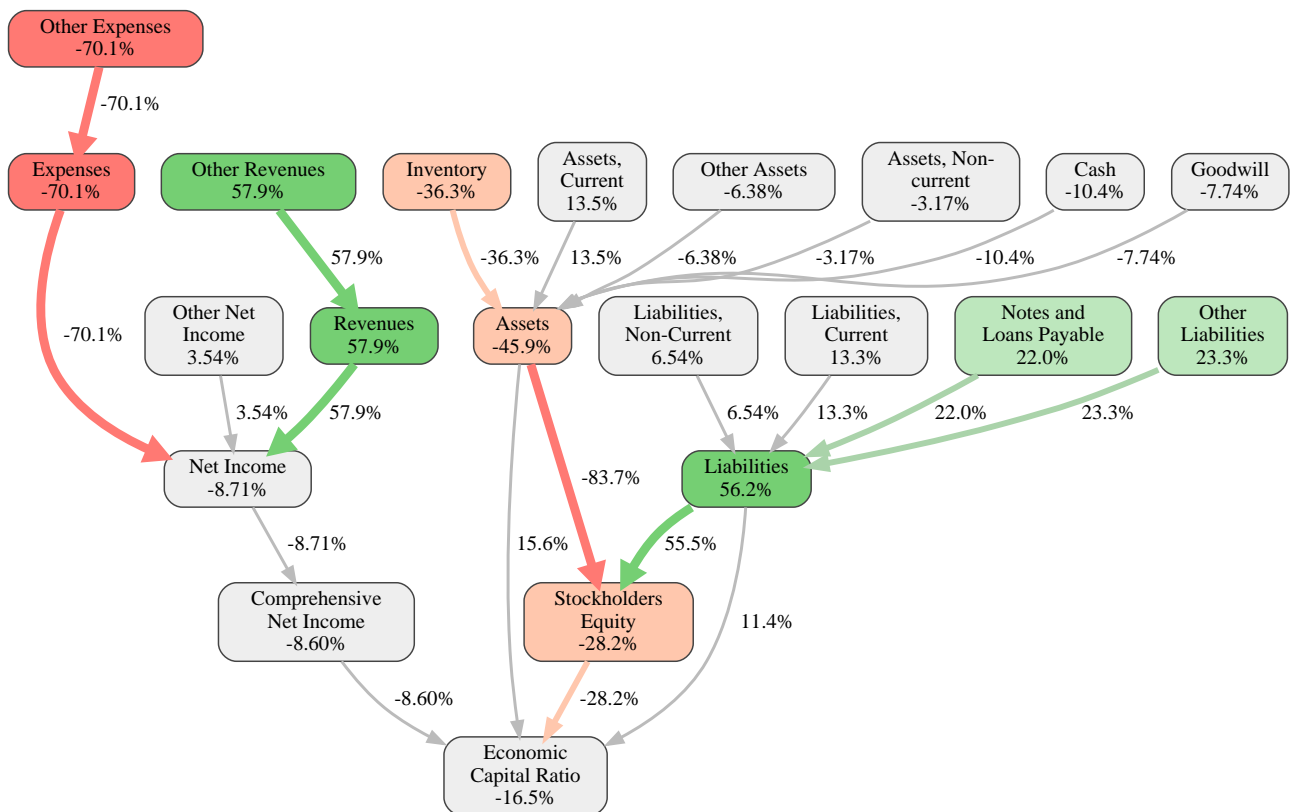 Other Expenses
-70.1%
-70.1%
Expenses
-70.1%
Other Revenues
57.9%
Inventory
-36.3%
Assets,
Current
13.5%
Other Assets
-6.38%
Assets, Non-
current
-3.17%
Cash
-10.4%
Goodwill
-7.74%
57.9%
-36.3%
13.5%
-6.38%
-3.17%
-10.4%
-7.74%
-70.1%
Other Net
Income
3.54%
Revenues
57.9%
Assets
-45.9%
Liabilities,
Non-Current
6.54%
Liabilities,
Current
13.3%
Notes and
Loans Payable
22.0%
Other
Liabilities
23.3%
3.54%
57.9%
6.54%
13.3%
22.0%
23.3%
Net Income
-8.71%
-83.7%
Liabilities
56.2%
-8.71%
15.6%
55.5%
Comprehensive
Net Income
-8.60%
Stockholders
Equity
-28.2%
11.4%
-8.60%
-28.2%
Economic
Capital Ratio
-16.5%